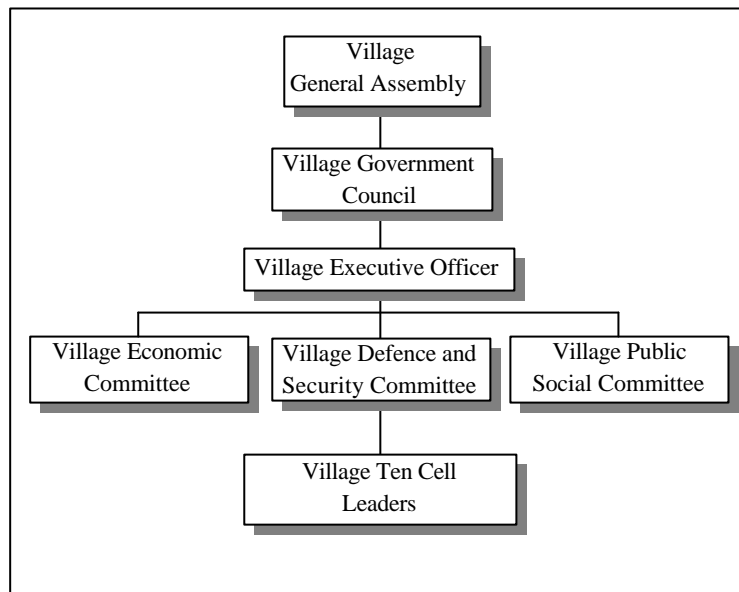 Village
General Assembly
Village Government
Council
Village Executive Officer
Village Economic
Committee
Village Defence and
Security Committee
Village Public
Social Committee
Village Ten Cell
Leaders